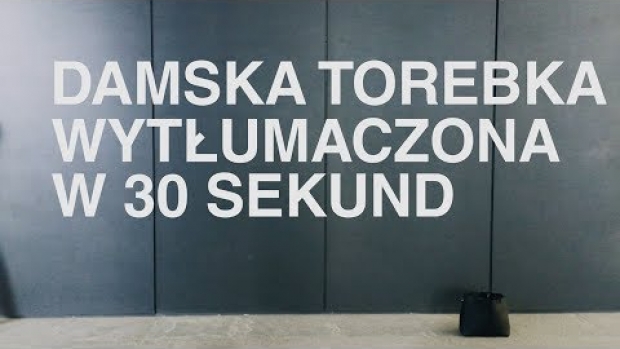 DAMSKA TOREBKA
WYTŁUMACZONA
W 30 SEKUND